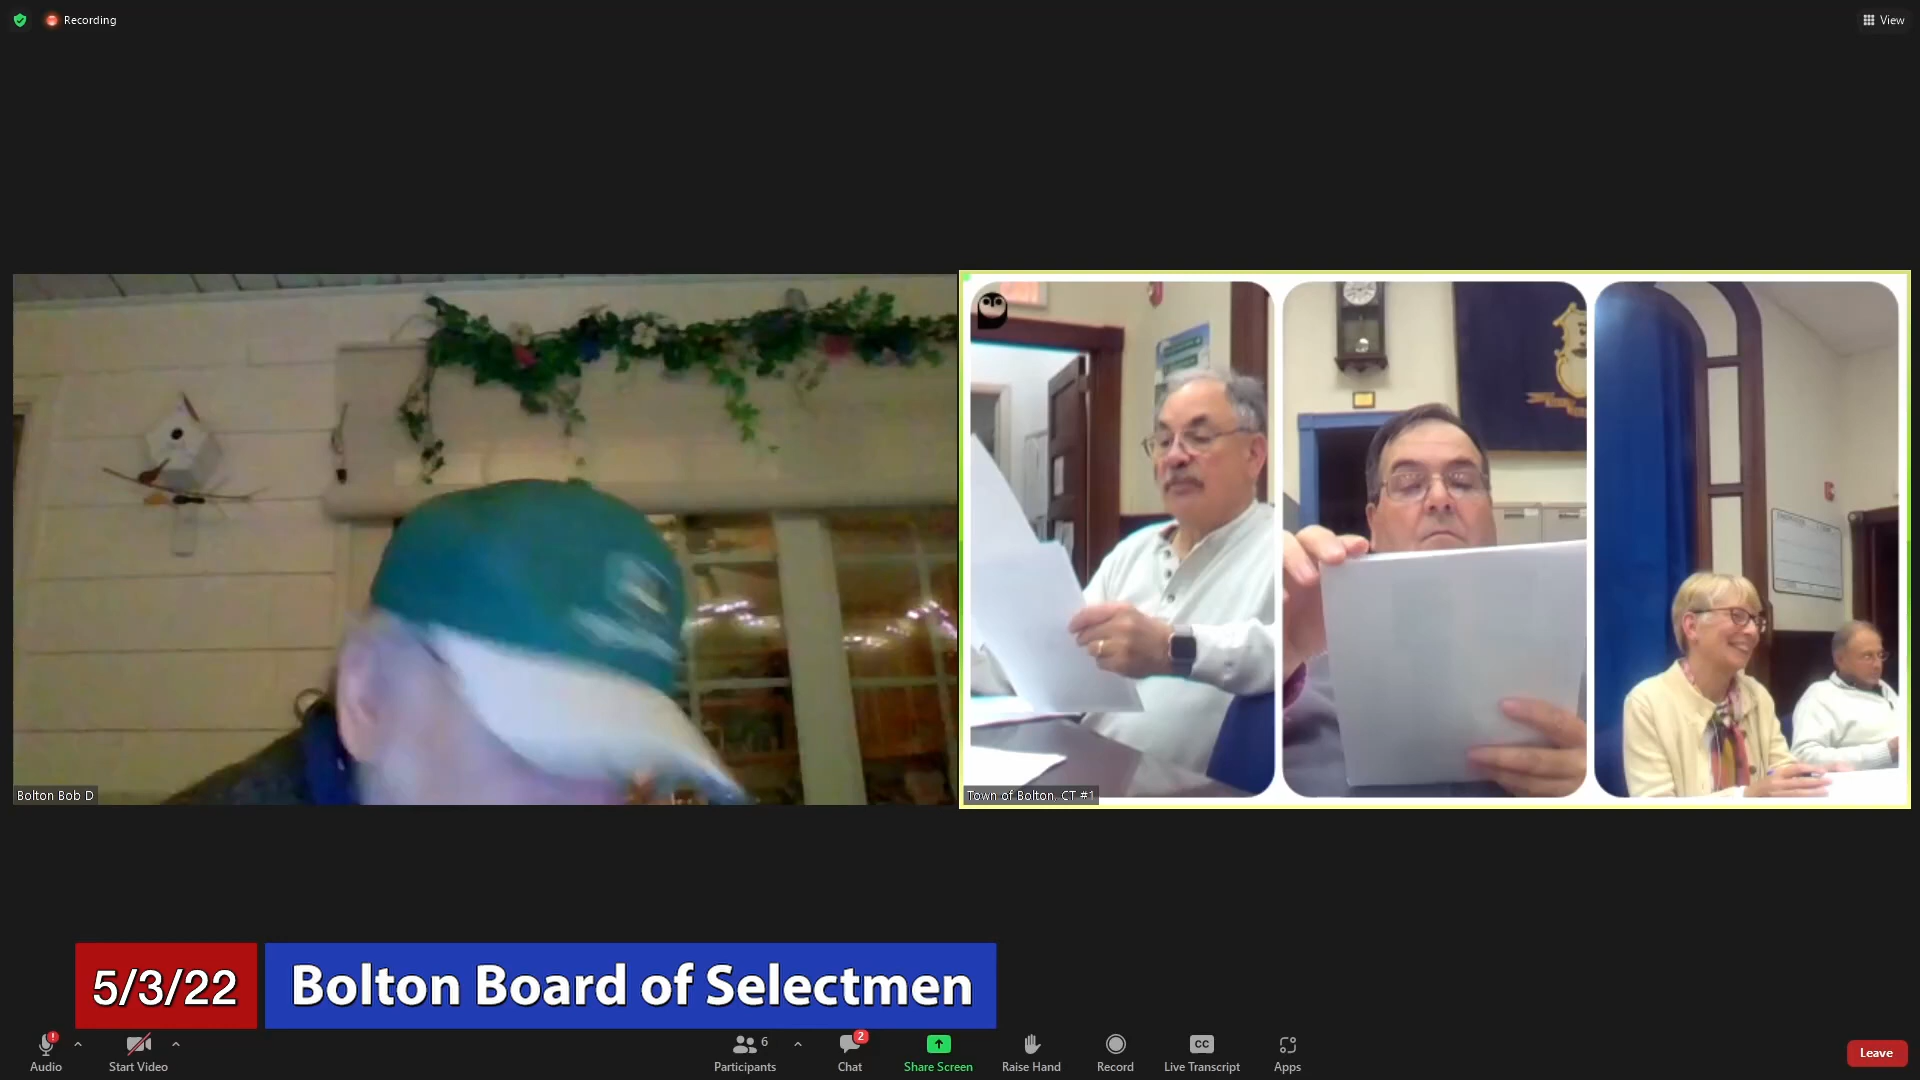 Recording
View
Bolton Bob D
Town of Bolton, CT #1
5/3/22
Bolton Board of Selectmen
6
2
Audio
Start Video
Participants
Chat
Share Screen
Raise Hand
Record
CC
Live Transcript
Apps
Leave